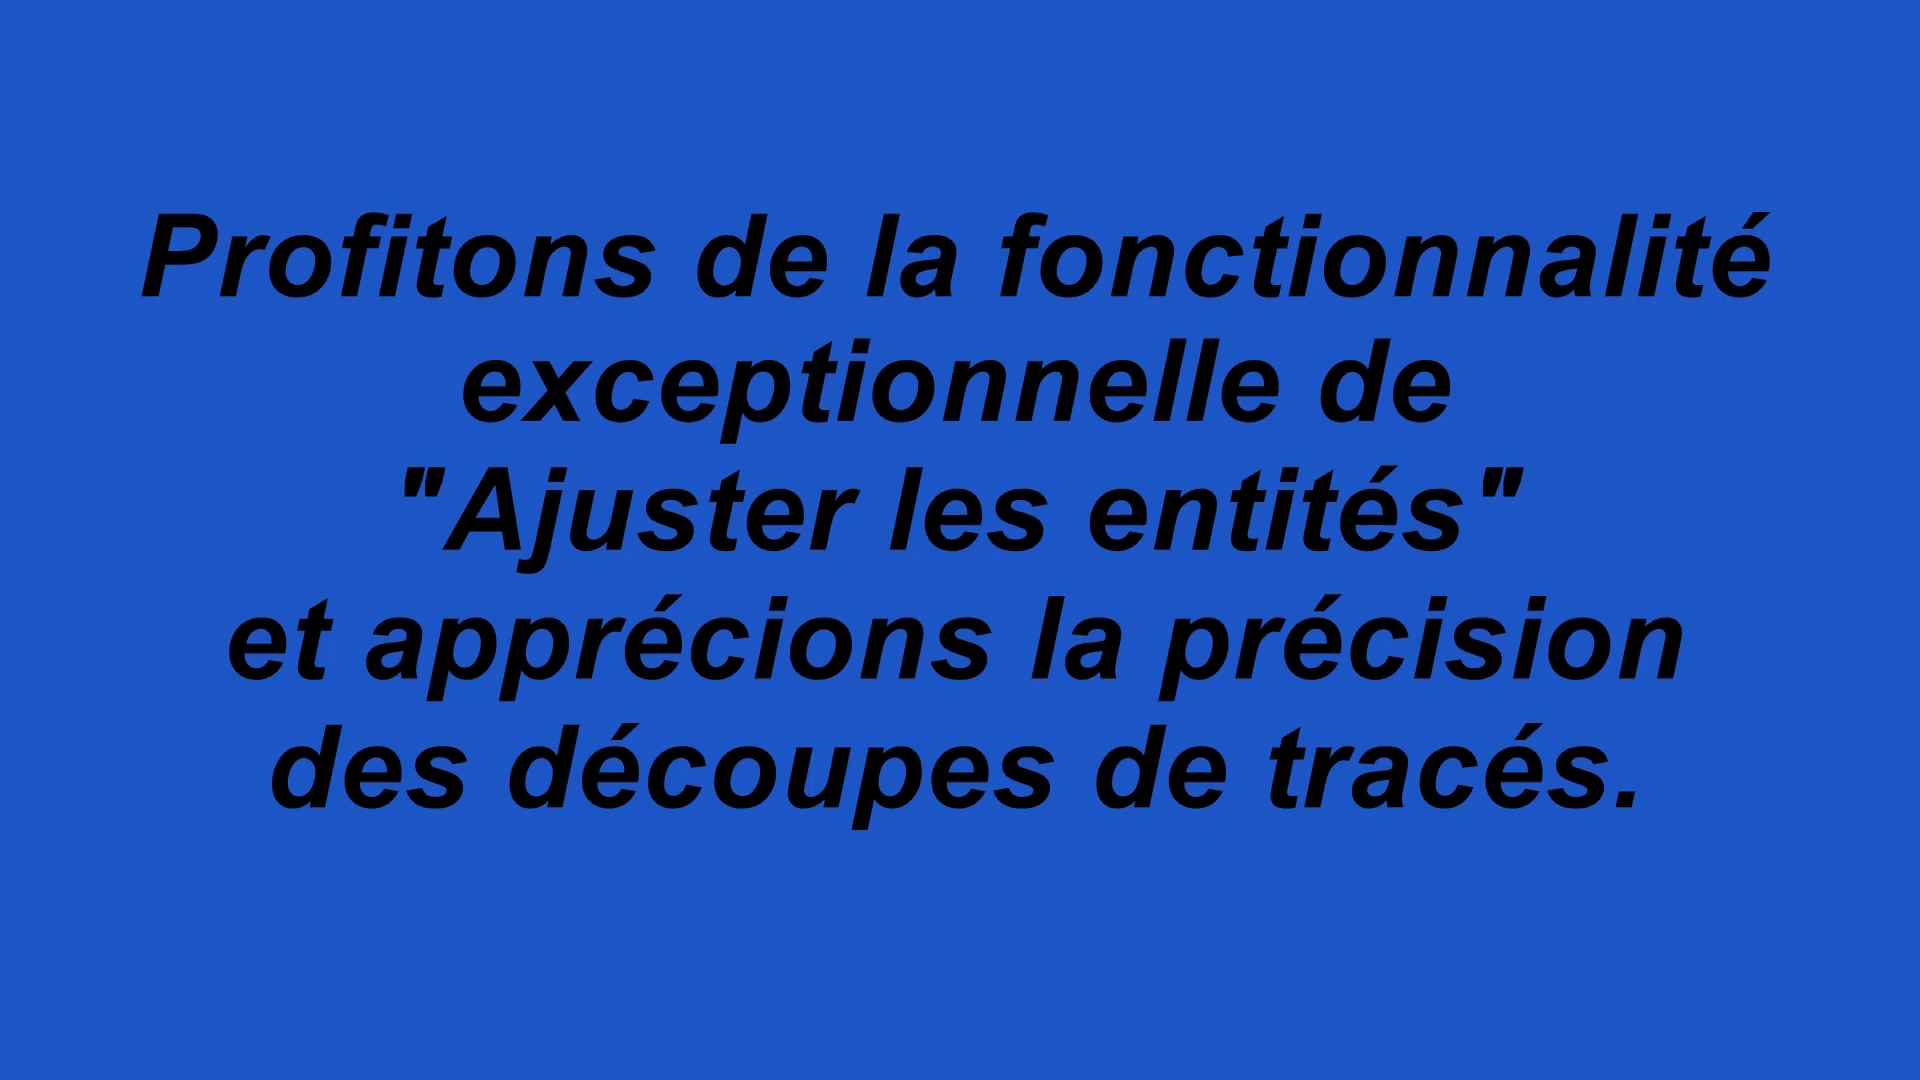 Profitons de la fonctionnalité
exceptionnelle de
"Ajuster les entités"
et apprécions la précision
des découpes de tracés.